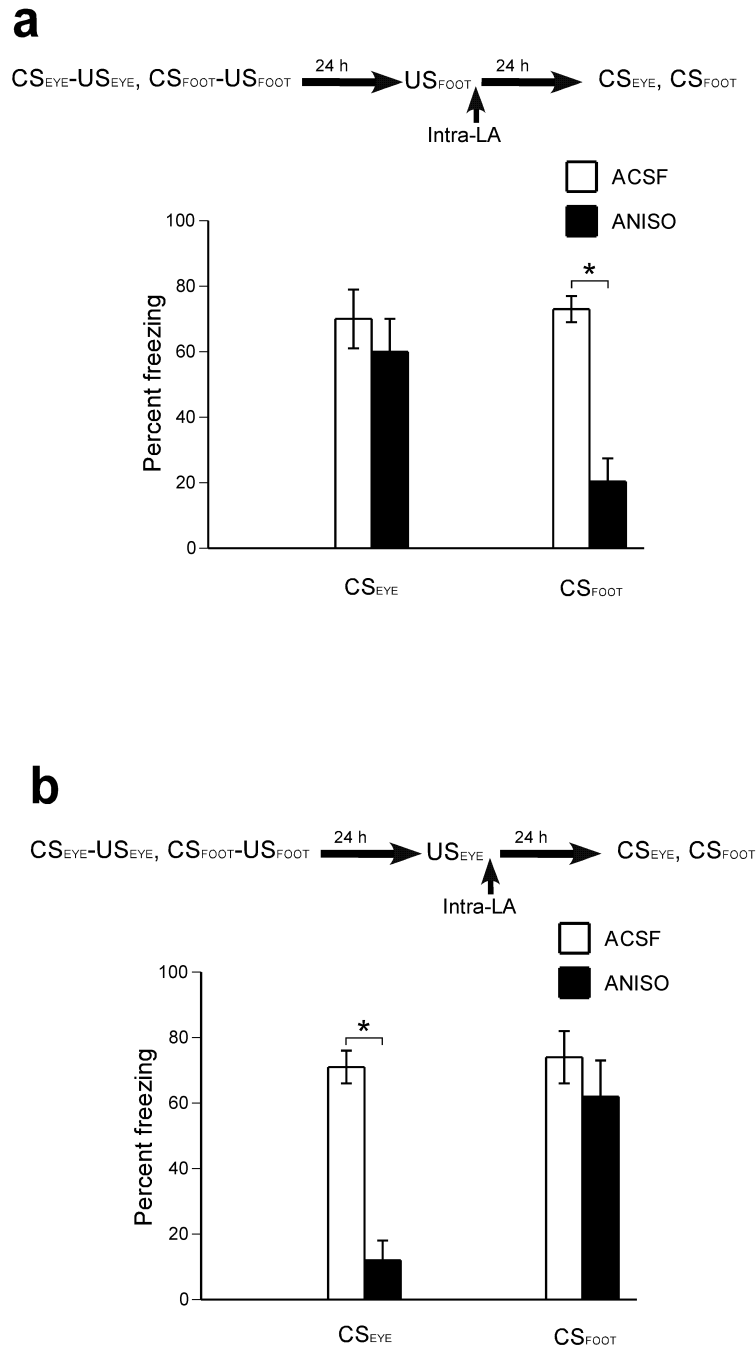 a
24 h 24 h
CSEYE-USEYE, CSFOOT-USFOOT USFOOT CSEYE, CSFOOT
Intra-LA
ACSF
ANISO
100
80
60
40
20
0
Percent freezing
*
CSEYE CSFOOT
b
24 h 24 h
CSEYE-USEYE, CSFOOT-USFOOT USEYE CSEYE, CSFOOT
Intra-LA
ACSF
ANISO
100
80
60
40
20
0
Percent freezing
*
CSEYE CSFOOT